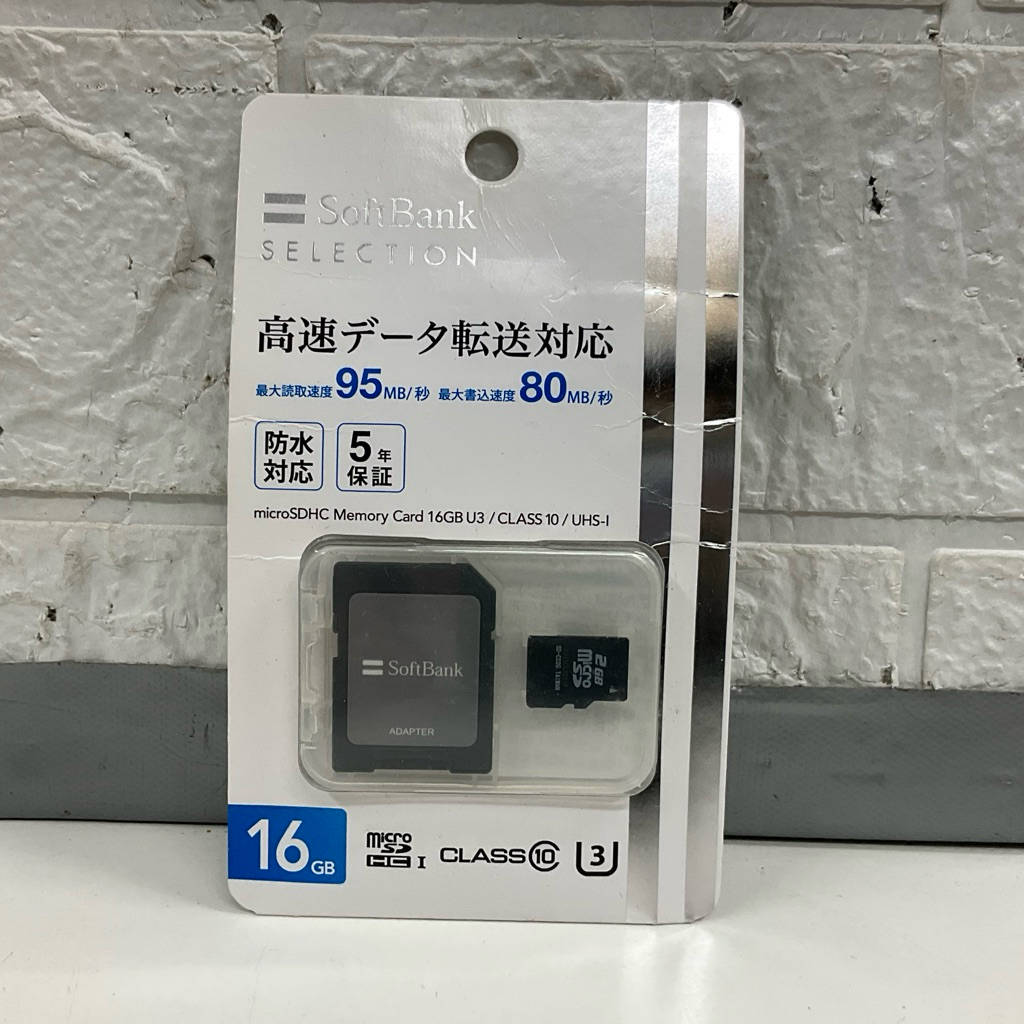 SoftBank
SELECTION
高速データ転送対応
最大読取速度 95MB/秒 最大書込速度 80MB/秒
防水対応
5年保証
microSDHC Memory Card 16GB U3 / CLASS 10 / UHS-I
SoftBank
ADAPTER
2GB
micro SD
16GB
micro SD HC I
CLASS 10
U 3